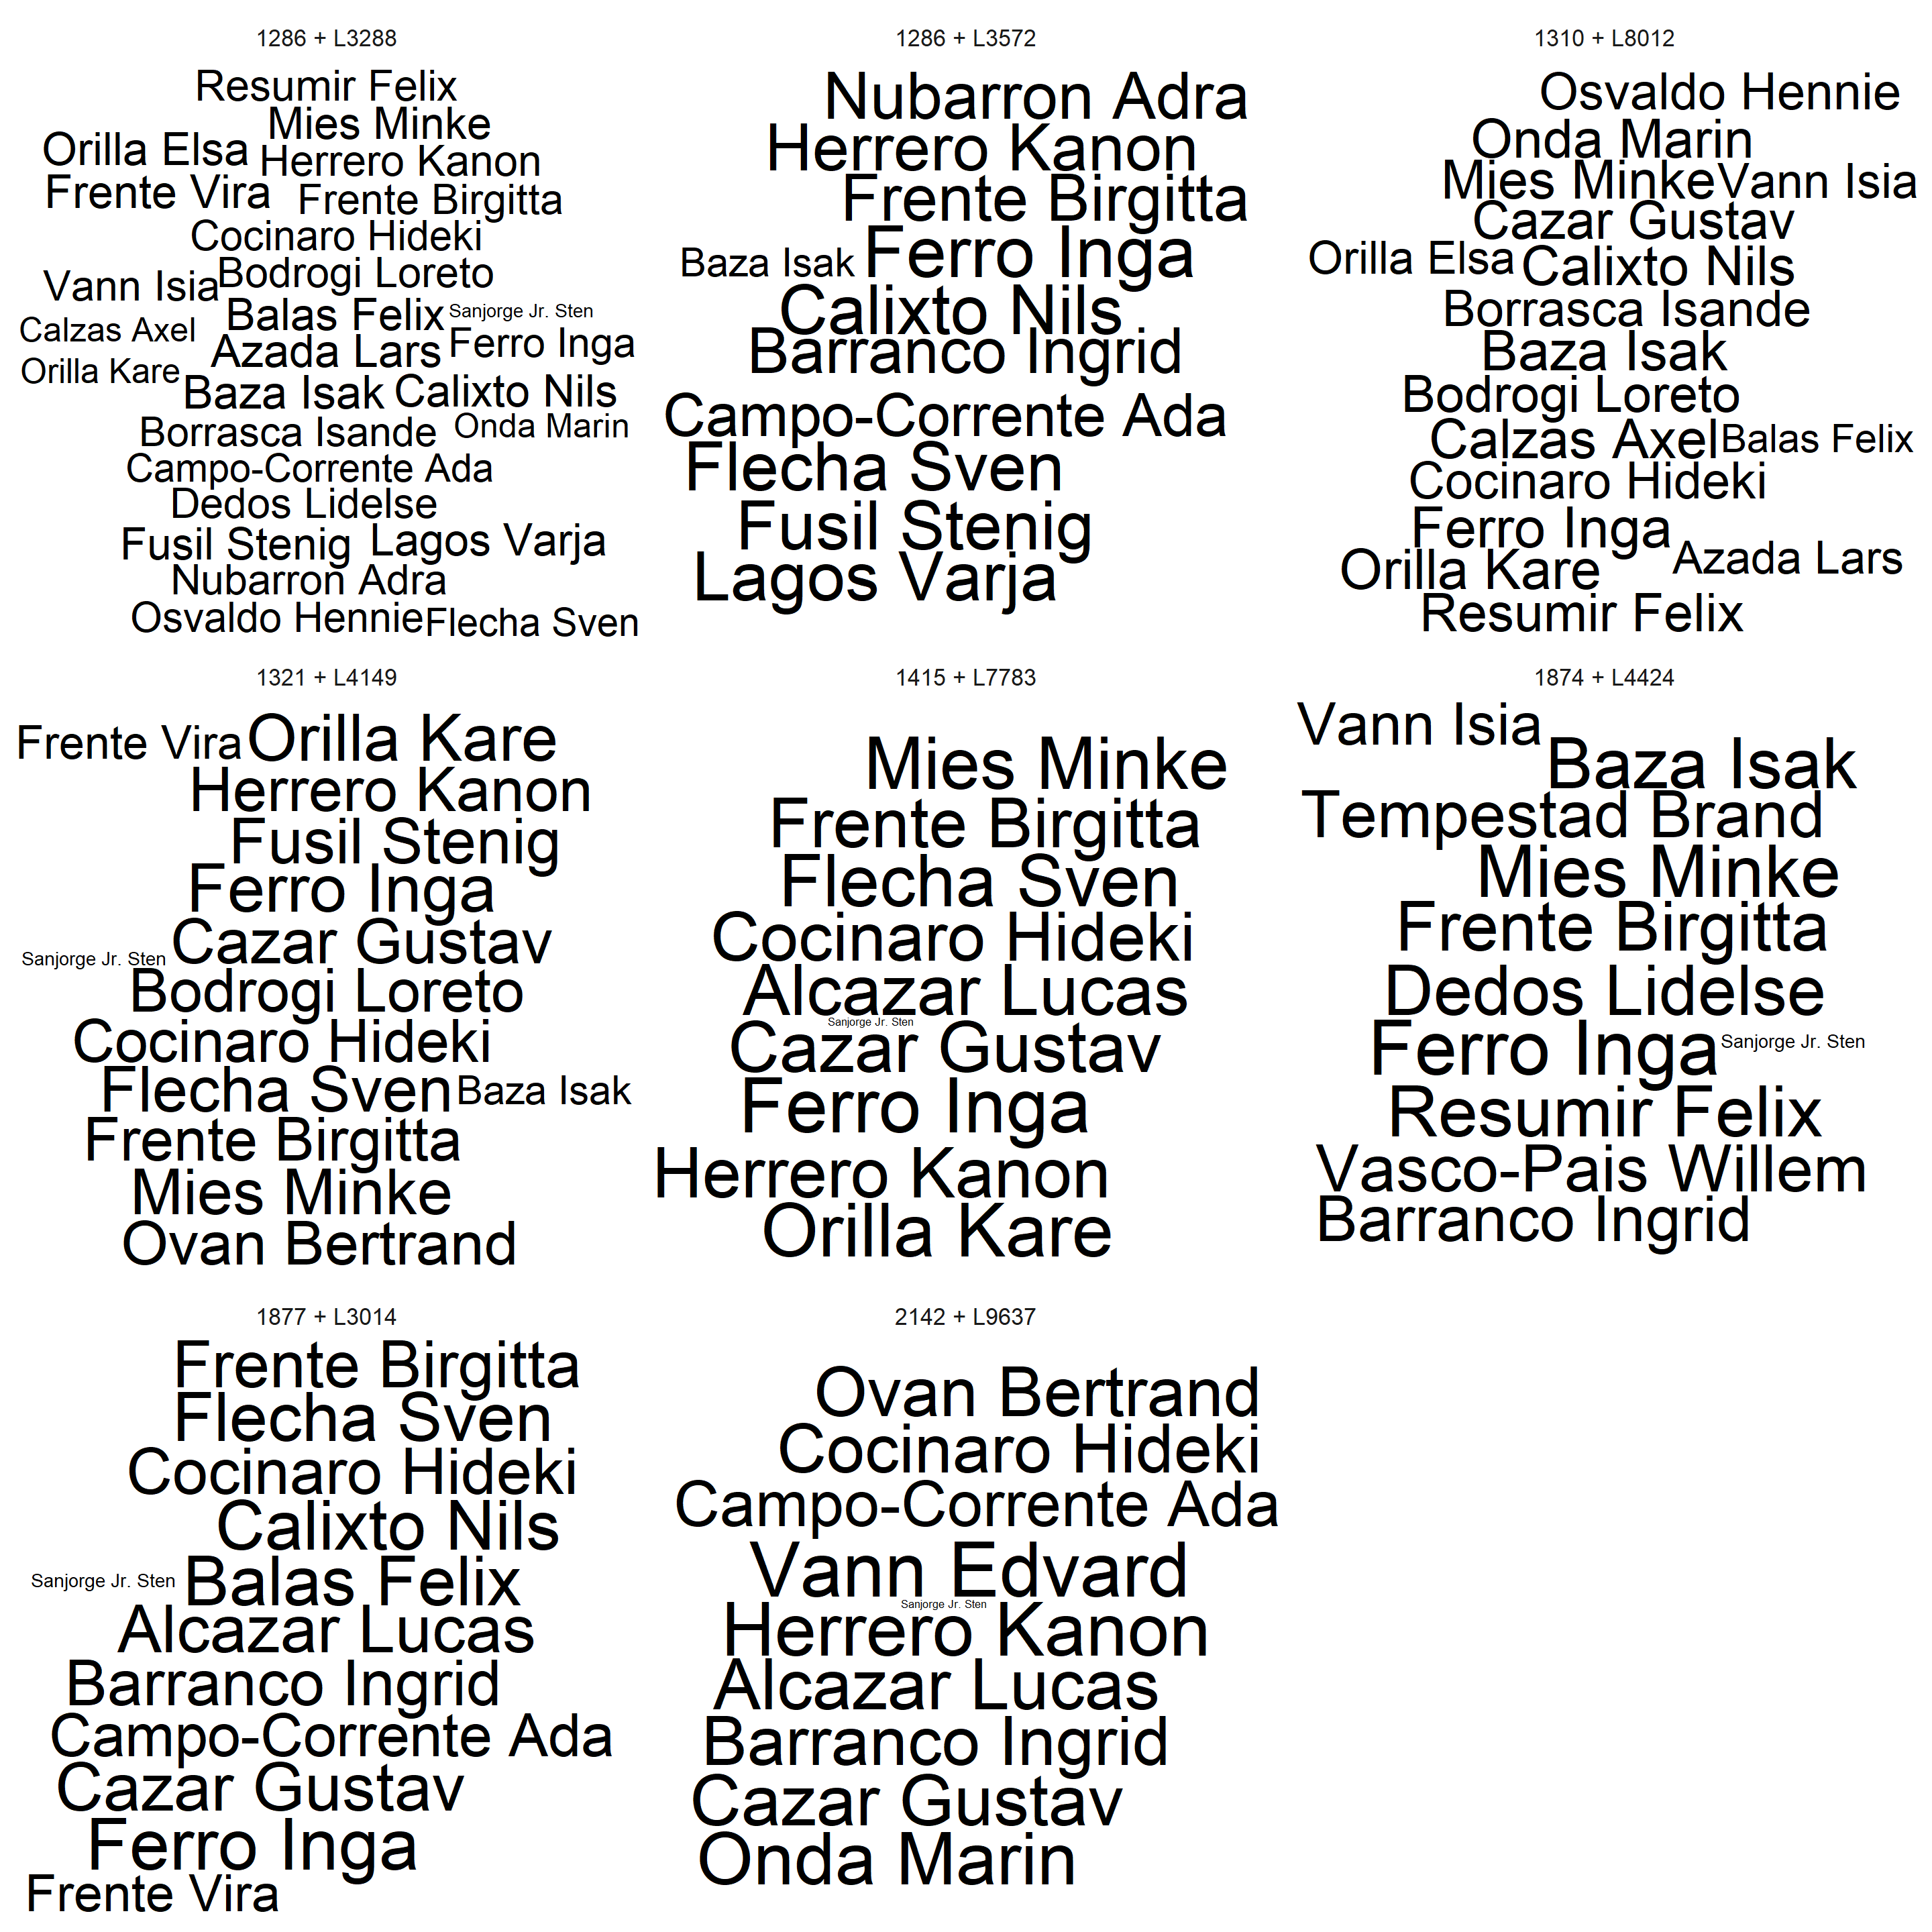 1286 + L3288
Resumir Felix
Mies Minke
Orilla Elsa
Herrero Kanon
Frente Vira
Frente Birgitta
Cocinaro Hideki
Bodrogi Loreto
Vann Isia
Balas Felix
Sanjorge Jr. Sten
Calzas Axel
Azada Lars
Ferro Inga
Orilla Kare
Baza Isak
Calixto Nils
Borrasca Isande
Onda Marin
Campo-Corrente Ada
Dedos Lidelse
Fusil Stenig
Lagos Varja
Nubarron Adra
Osvaldo Hennie
Flecha Sven
1286 + L3572
Nubarron Adra
Herrero Kanon
Frente Birgitta
Baza Isak
Ferro Inga
Calixto Nils
Barranco Ingrid
Campo-Corrente Ada
Flecha Sven
Fusil Stenig
Lagos Varja
1310 + L8012
Osvaldo Hennie
Onda Marin
Mies Minke
Vann Isia
Cazar Gustav
Orilla Elsa
Calixto Nils
Borrasca Isande
Baza Isak
Bodrogi Loreto
Calzas Axel
Balas Felix
Cocinaro Hideki
Ferro Inga
Azada Lars
Orilla Kare
Resumir Felix
1321 + L4149
Frente Vira
Orilla Kare
Herrero Kanon
Fusil Stenig
Ferro Inga
Cazar Gustav
Sanjorge Jr. Sten
Bodrogi Loreto
Cocinaro Hideki
Flecha Sven
Baza Isak
Frente Birgitta
Mies Minke
Ovan Bertrand
1415 + L7783
Mies Minke
Frente Birgitta
Flecha Sven
Cocinaro Hideki
Alcazar Lucas
Sanjorge Jr. Sten
Cazar Gustav
Ferro Inga
Herrero Kanon
Orilla Kare
1874 + L4424
Vann Isia
Baza Isak
Tempestad Brand
Mies Minke
Frente Birgitta
Dedos Lidelse
Ferro Inga
Sanjorge Jr. Sten
Resumir Felix
Vasco-Pais Willem
Barranco Ingrid
1877 + L3014
Frente Birgitta
Flecha Sven
Cocinaro Hideki
Calixto Nils
Sanjorge Jr. Sten
Balas Felix
Alcazar Lucas
Barranco Ingrid
Campo-Corrente Ada
Cazar Gustav
Ferro Inga
Frente Vira
2142 + L9637
Ovan Bertrand
Cocinaro Hideki
Campo-Corrente Ada
Vann Edvard
Sanjorge Jr. Sten
Herrero Kanon
Alcazar Lucas
Barranco Ingrid
Cazar Gustav
Onda Marin